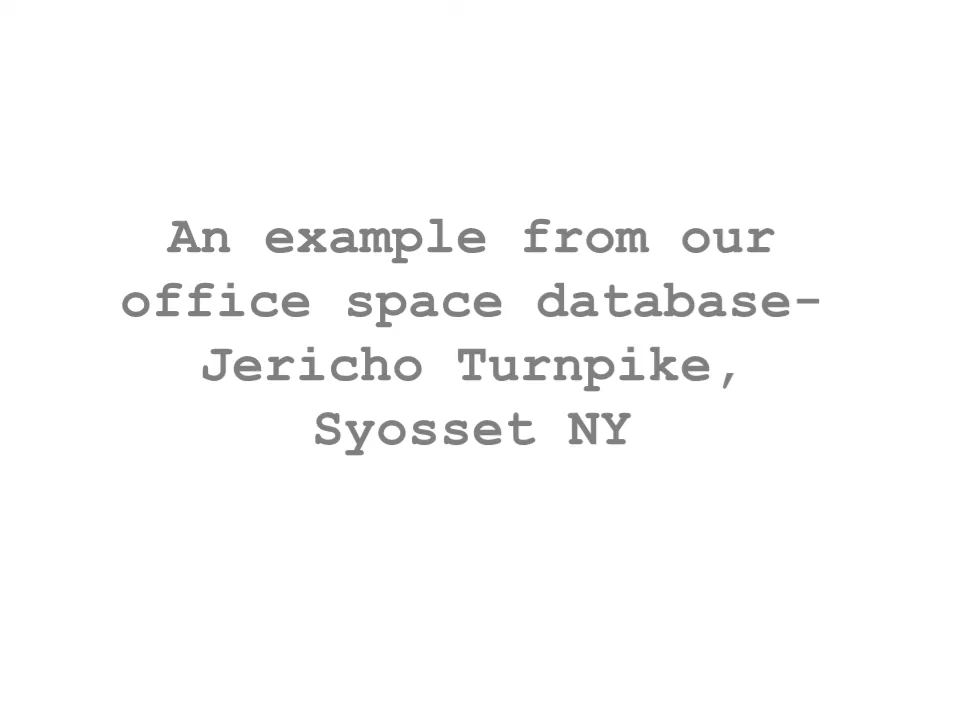 An example from our
office space database-
Jericho Turnpike,
Syosset NY